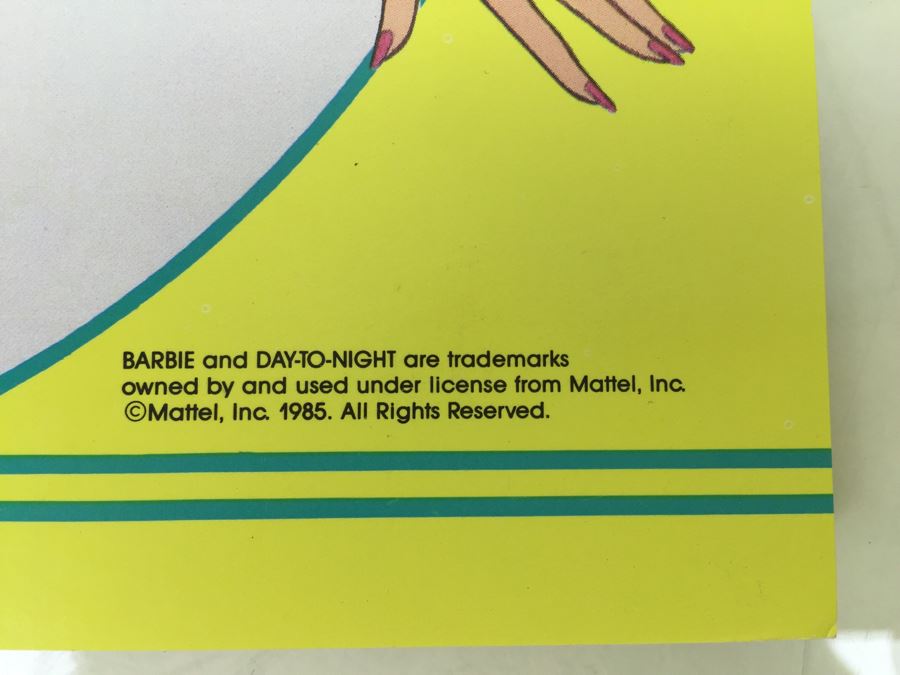 BARBIE and DAY-TO-NIGHT are trademarks
owned by and used under license from Mattel, Inc.
©Mattel, Inc. 1985. All Rights Reserved.